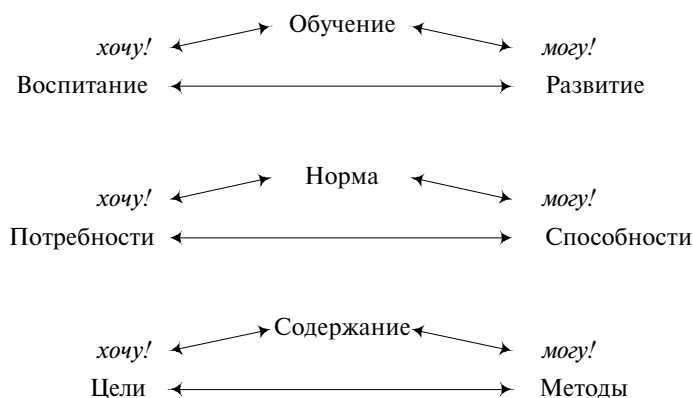 Обучение
хочу! могу!
Воспитание Развитие
Норма
хочу! могу!
Потребности Способности
Содержание
хочу! могу!
Цели Методы